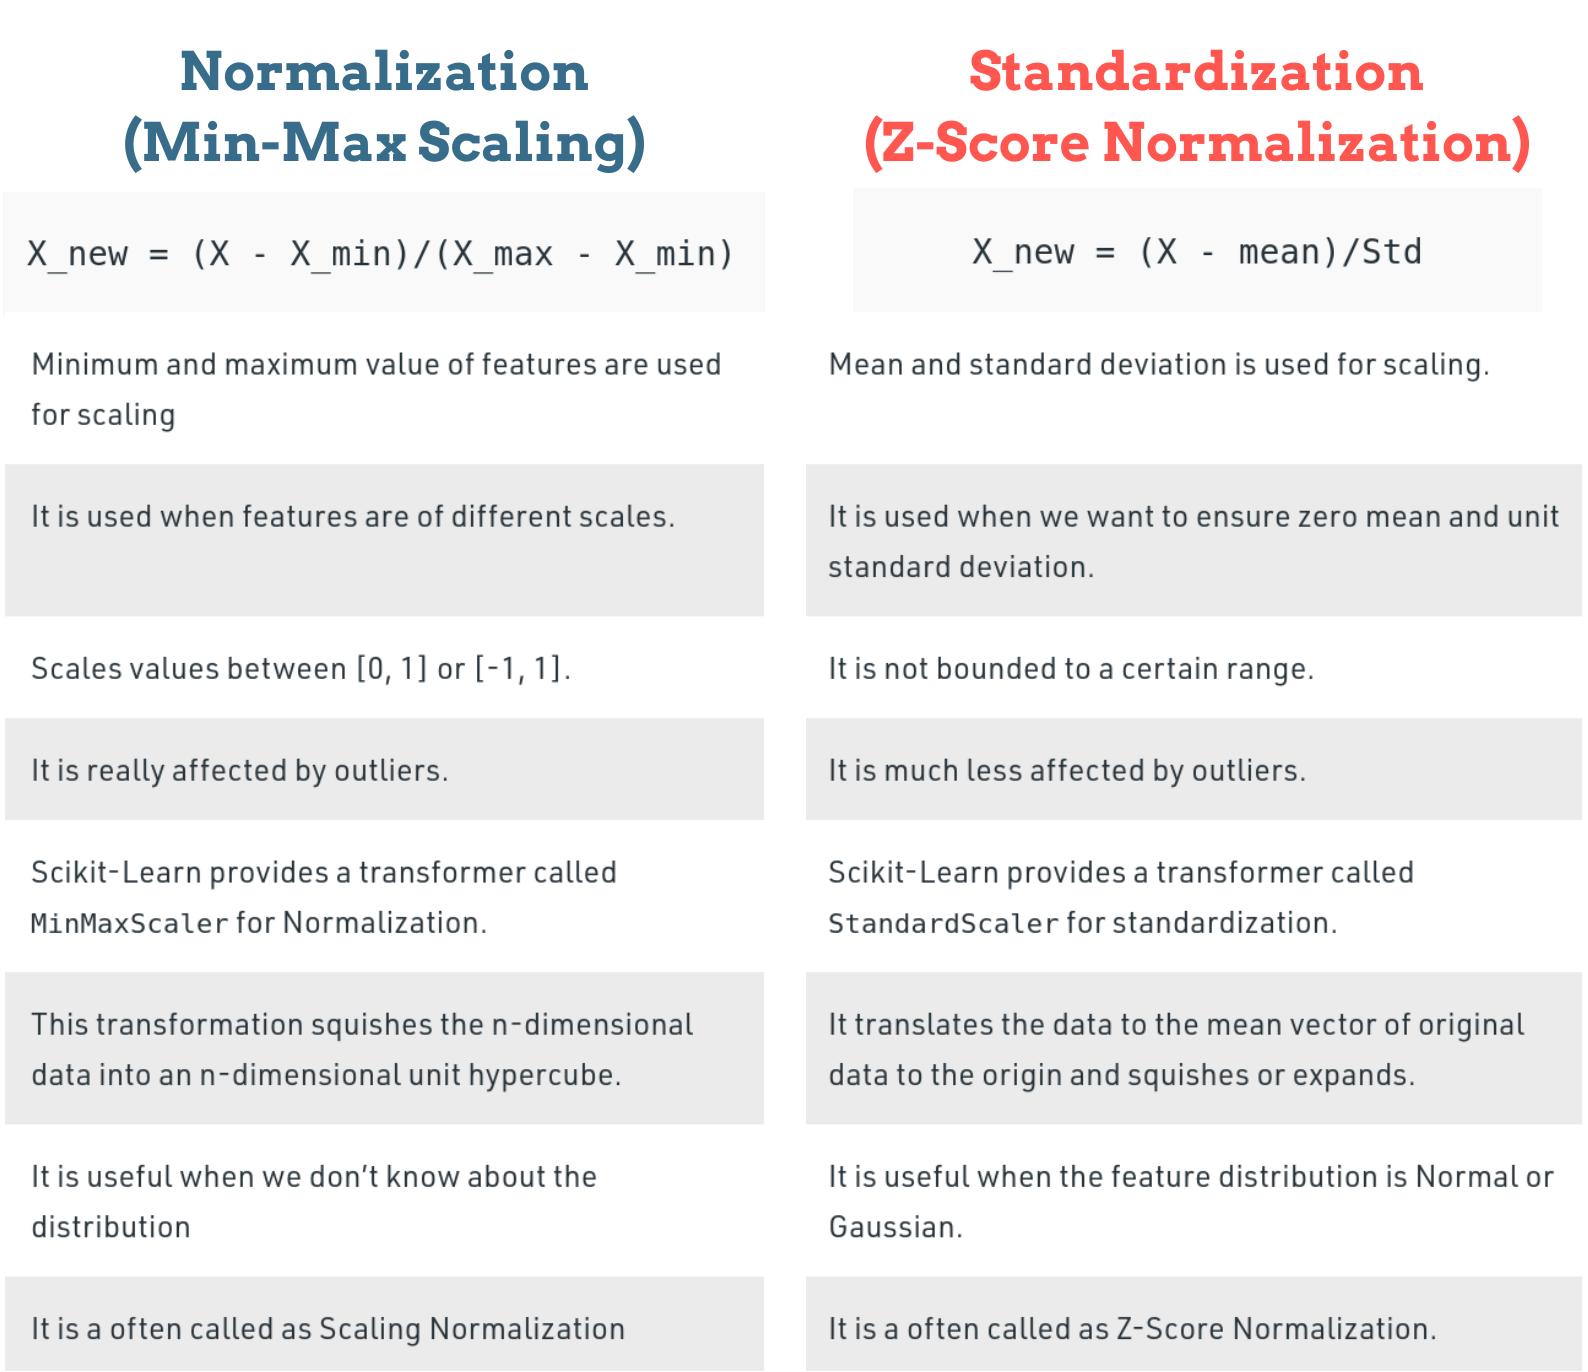 Normalization
(Min-Max Scaling)
X_new = (X - X_min)/(X_max - X_min)
Minimum and maximum value of features are used
for scaling
It is used when features are of different scales.
Scales values between [0, 1] or [-1, 1].
It is really affected by outliers.
Scikit-Learn provides a transformer called
MinMaxScaler for Normalization.
This transformation squishes the n-dimensional
data into an n-dimensional unit hypercube.
It is useful when we don’t know about the
distribution
It is a often called as Scaling Normalization
Standardization
(Z-Score Normalization)
X_new = (X - mean)/Std
Mean and standard deviation is used for scaling.
It is used when we want to ensure zero mean and unit
standard deviation.
It is not bounded to a certain range.
It is much less affected by outliers.
Scikit-Learn provides a transformer called
StandardScaler for standardization.
It translates the data to the mean vector of original
data to the origin and squishes or expands.
It is useful when the feature distribution is Normal or
Gaussian.
It is a often called as Z-Score Normalization.